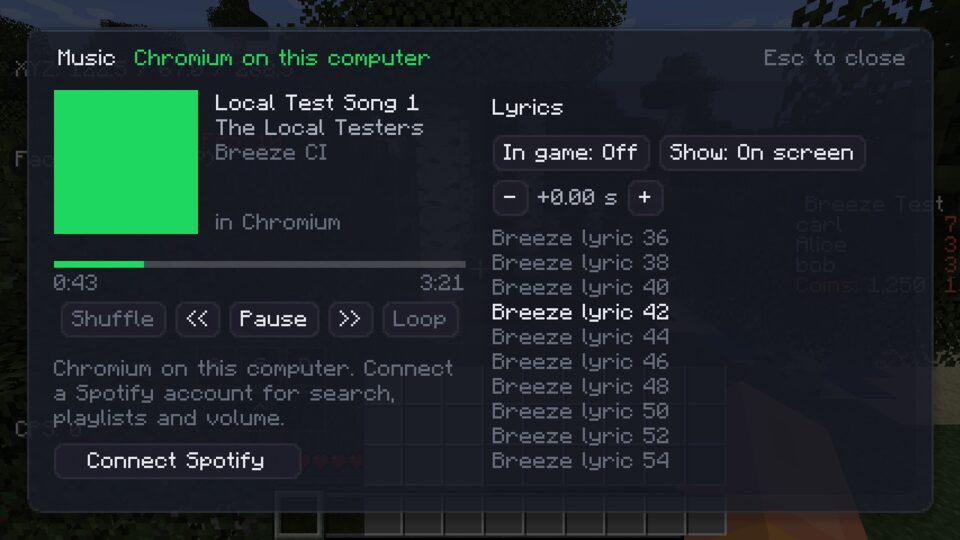 Music Chromium on this computer
Esc to close
Local Test Song 1
The Local Testers
Breeze CI
in Chromium
0:43
3:21
Shuffle << Pause >> Loop
Chromium on this computer. Connect
a Spotify account for search,
playlists and volume.
Connect Spotify
Lyrics
In game: Off
Show: On screen
- +0.00 s +
Breeze lyric 36
Breeze lyric 38
Breeze lyric 40
Breeze lyric 42
Breeze lyric 44
Breeze lyric 46
Breeze lyric 48
Breeze lyric 50
Breeze lyric 52
Breeze lyric 54
Breeze Test
carl 7
Alice 3
bob 3
Coins: 1,250 1